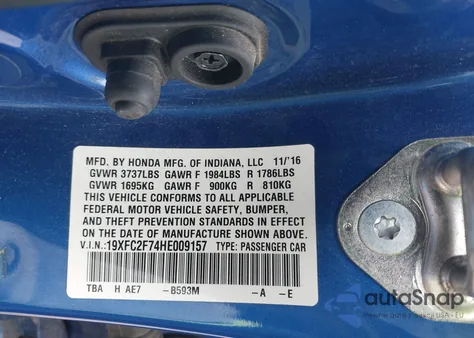 MFD. BY HONDA MFG. OF INDIANA, LLC 11/'16
GVWR 3737LBS GAWR F 1984LBS R 1786LBS
GVWR 1695KG GAWR F 900KG R 810KG
THIS VEHICLE CONFORMS TO ALL APPLICABLE
FEDERAL MOTOR VEHICLE SAFETY, BUMPER,
AND THEFT PREVENTION STANDARDS IN EFFECT
ON THE DATE OF MANUFACTURE SHOWN ABOVE.
V.I.N.:19XFC2F74HE009157 TYPE: PASSENGER CAR
TBA H AE7 -B593M -A -E
autoSnap
America & Europe